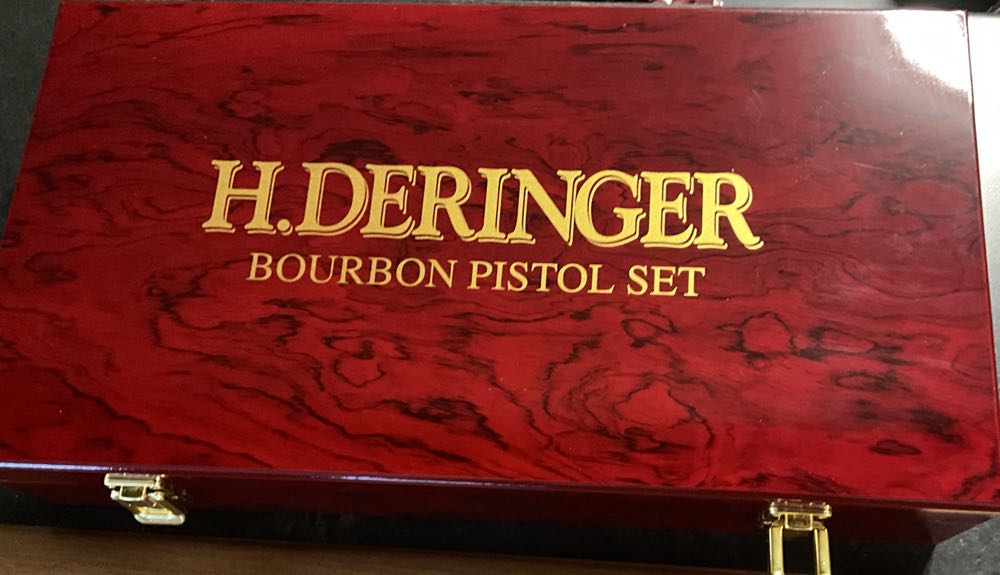 H.DERINGER
BOURBON PISTOL SET